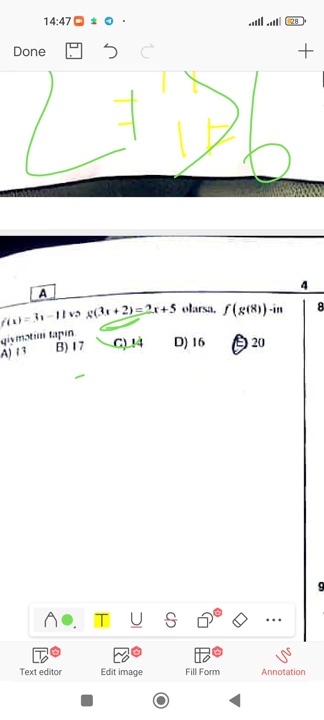 14:47
28
Done
A
4
f(x)=3x-11 və g(3x+2)=2x+5 olarsa, f(g(8))-in
8
qiymətini tapın.
A) 13 B) 17 C) 14 D) 16 E) 20
9
A T U S
Text editor Edit image Fill Form Annotation